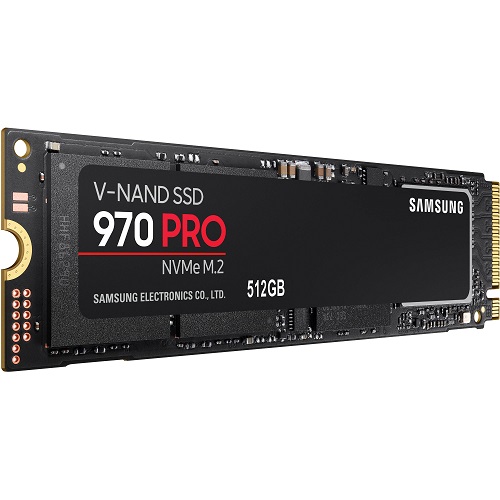 V-NAND SSD
970 PRO
NVMe M.2
SAMSUNG ELECTRONICS CO., LTD.
512GB
SAMSUNG